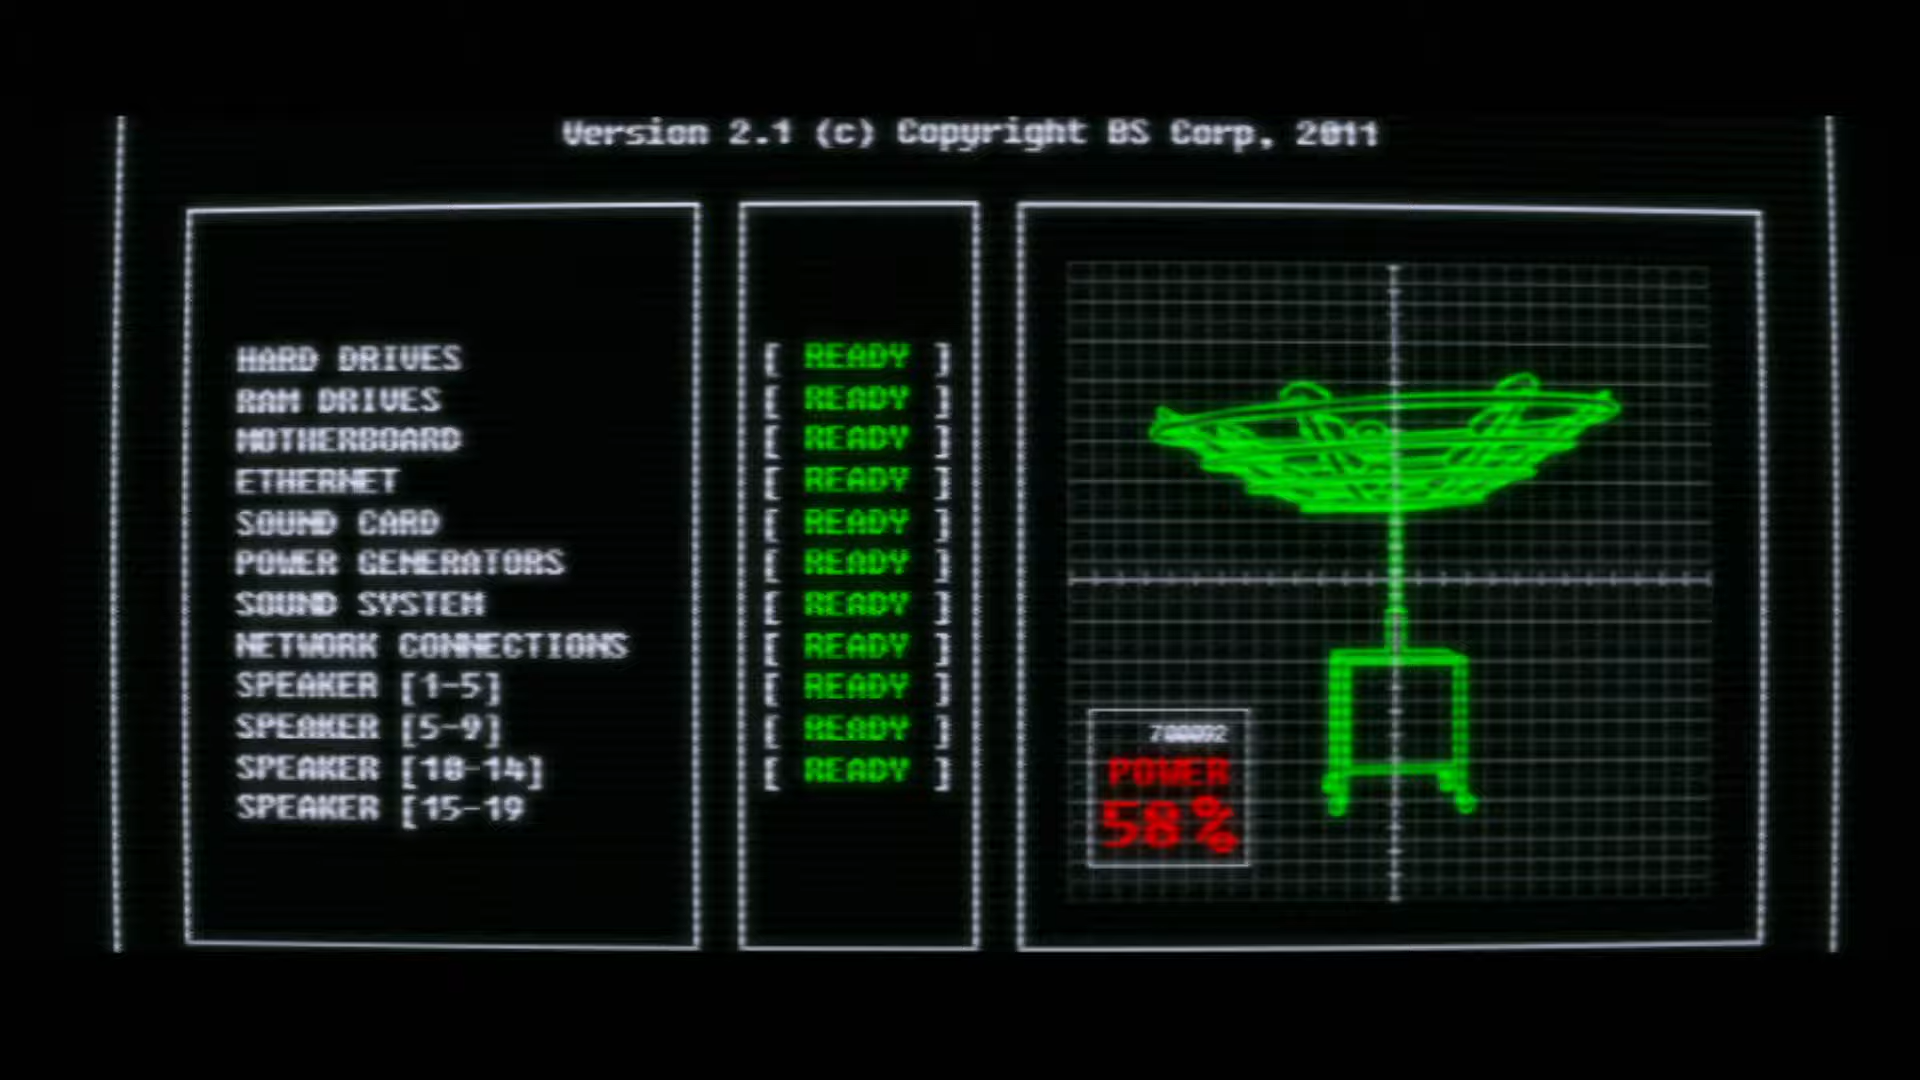 Version 2.1 (c) Copyright BS Corp, 2011
HARD DRIVES [ READY ]
RAM DRIVES [ READY ]
MOTHERBOARD [ READY ]
ETHERNET [ READY ]
SOUND CARD [ READY ]
POWER GENERATORS [ READY ]
SOUND SYSTEM [ READY ]
NETWORK CONNECTIONS [ READY ]
SPEAKER [1-5] [ READY ]
SPEAKER [5-9] [ READY ]
SPEAKER [10-14] [ READY ]
SPEAKER [15-19
700092
POWER
58%